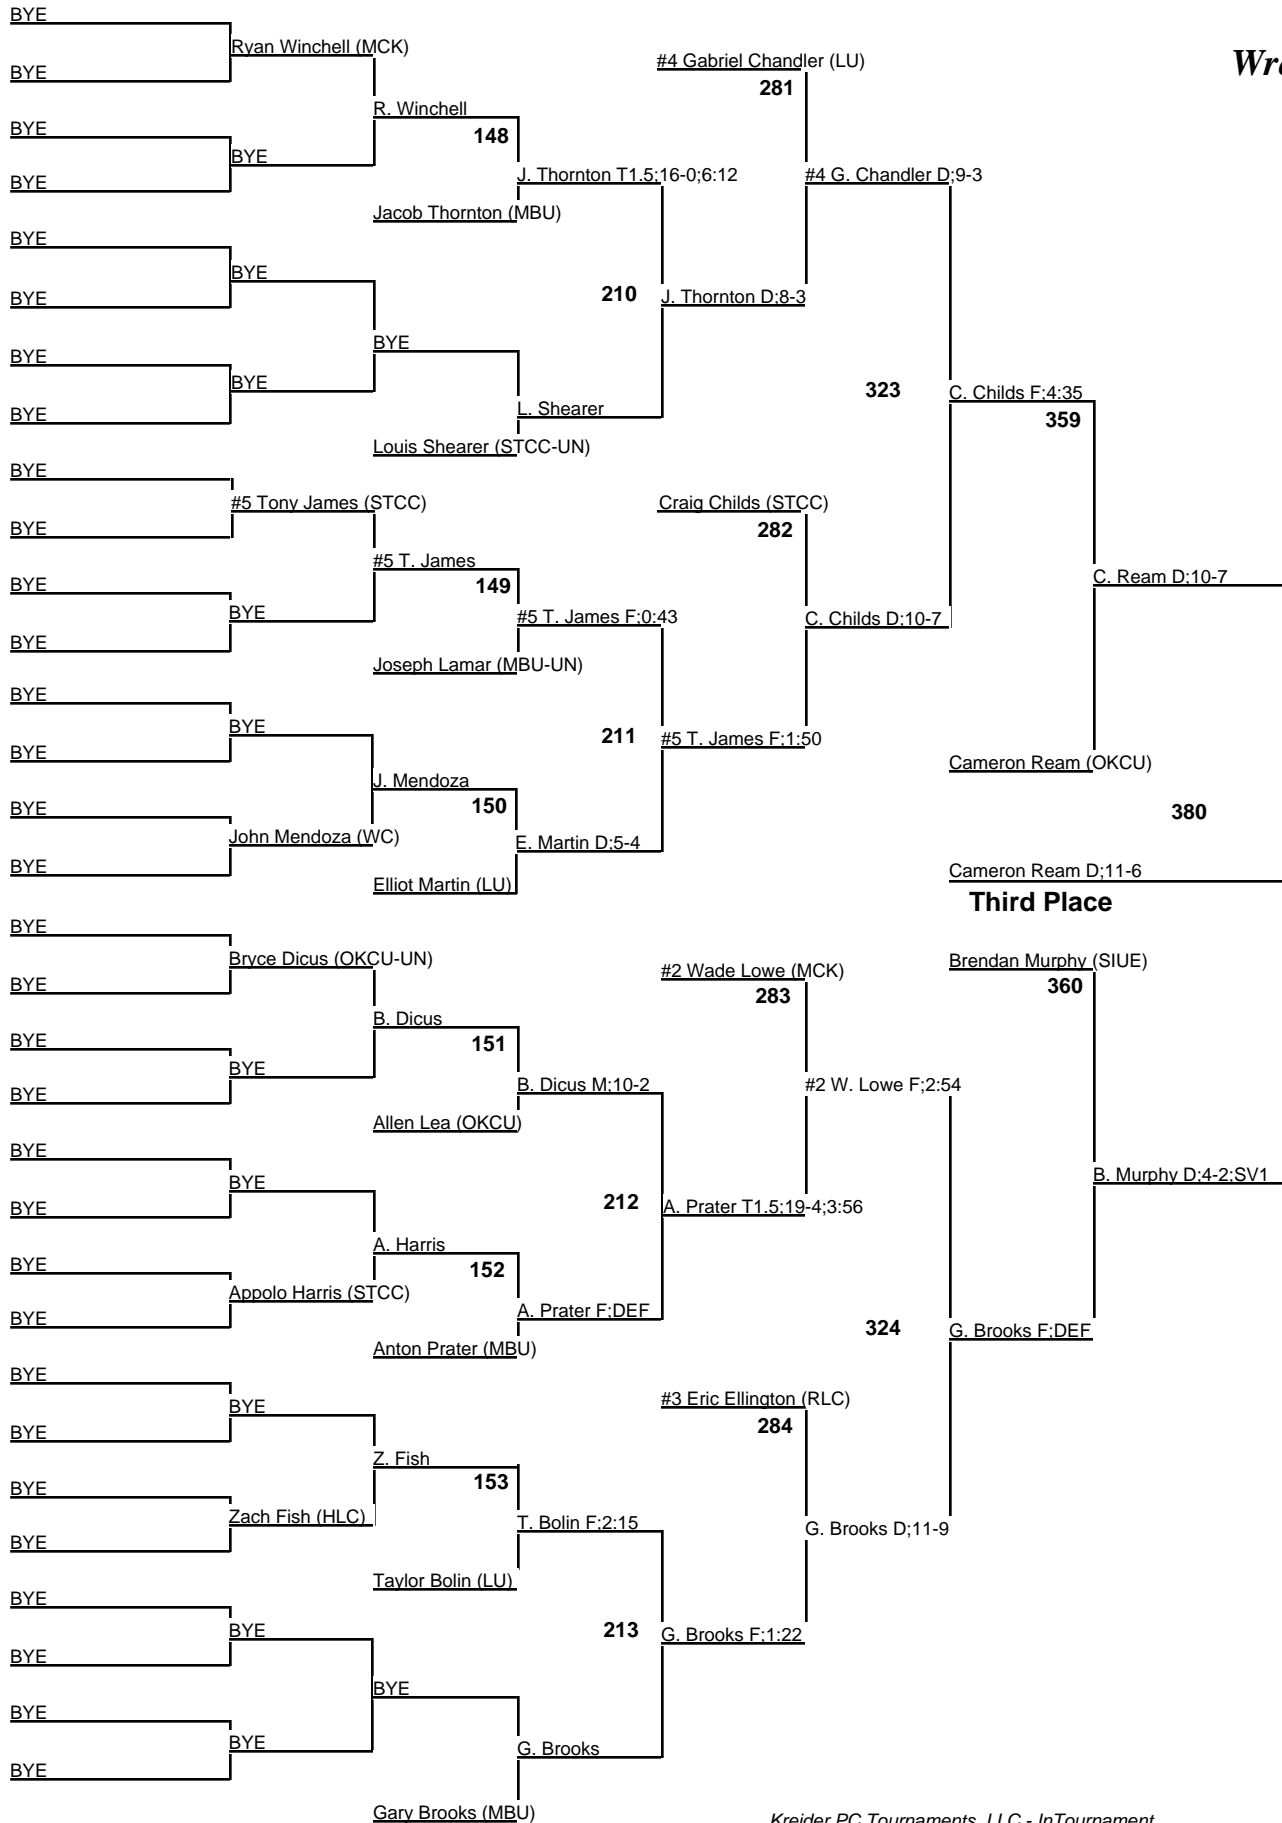 BYE
Ryan Winchell (MCK)
#4 Gabriel Chandler (LU)
Wre
BYE
281
R. Winchell
BYE
148
BYE
J. Thornton T1.5;16-0;6:12
#4 G. Chandler D;9-3
BYE
Jacob Thornton (MBU)
BYE
BYE
210
J. Thornton D;8-3
BYE
BYE
BYE
BYE
323
C. Childs F;4:35
L. Shearer
359
BYE
Louis Shearer (STCC-UN)
BYE
#5 Tony James (STCC)
Craig Childs (STCC)
BYE
282
#5 T. James
C. Ream D;10-7
BYE
149
BYE
#5 T. James F;0:43
C. Childs D;10-7
BYE
Joseph Lamar (MBU-UN)
BYE
BYE
211
#5 T. James F;1:50
BYE
Cameron Ream (OKCU)
J. Mendoza
BYE
150
380
John Mendoza (WC)
E. Martin D;5-4
BYE
Cameron Ream D;11-6
Elliot Martin (LU)
Third Place
BYE
Bryce Dicus (OKCU-UN)
#2 Wade Lowe (MCK)
Brendan Murphy (SIUE)
BYE
283
360
B. Dicus
BYE
151
BYE
B. Dicus M;10-2
#2 W. Lowe F;2:54
BYE
Allen Lea (OKCU)
BYE
BYE
B. Murphy D;4-2;SV1
BYE
212
A. Prater T1.5;19-4;3:56
A. Harris
BYE
152
Appolo Harris (STCC)
BYE
A. Prater F;DEF
324
G. Brooks F;DEF
Anton Prater (MBU)
BYE
BYE
#3 Eric Ellington (RLC)
BYE
284
Z. Fish
BYE
153
Zach Fish (HLC)
T. Bolin F;2:15
G. Brooks D;11-9
BYE
Taylor Bolin (LU)
BYE
BYE
213
G. Brooks F;1:22
BYE
BYE
BYE
BYE
G. Brooks
BYE
Gary Brooks (MBU)
Kreider PC Tournaments, LLC - InTournament